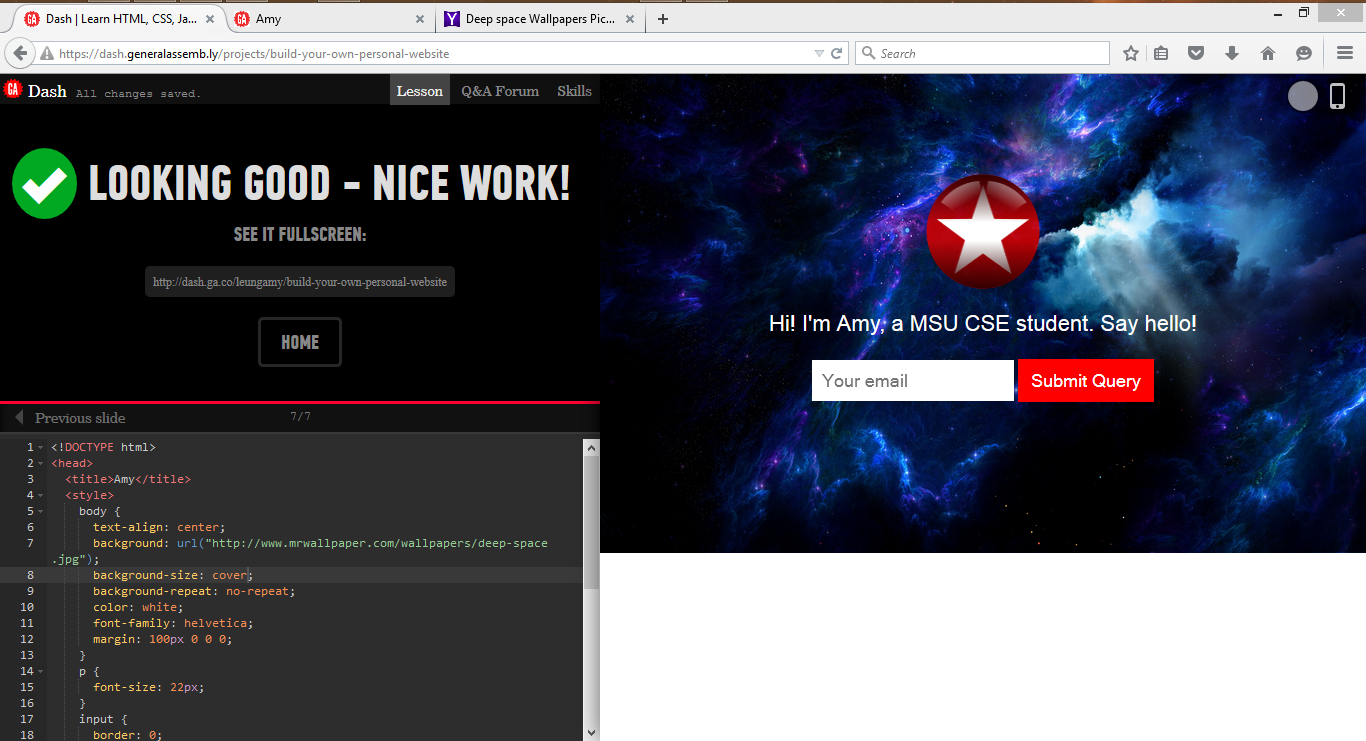 Dash | Learn HTML, CSS, Ja...
Amy
Deep space Wallpapers Pic...
https://dash.generalassemb.ly/projects/build-your-own-personal-website
Search
GA Dash All changes saved.
Lesson Q&A Forum Skills
LOOKING GOOD - NICE WORK!
SEE IT FULLSCREEN:
http://dash.ga.co/leungamy/build-your-own-personal-website
HOME
Previous slide 7/7
1 <!DOCTYPE html>
2 <head>
3 <title>Amy</title>
4 <style>
5 body {
6 text-align: center;
7 background: url("http://www.mrwallpaper.com/wallpapers/deep-space
.jpg");
8 background-size: cover;
9 background-repeat: no-repeat;
10 color: white;
11 font-family: helvetica;
12 margin: 100px 0 0 0;
13 }
14 p {
15 font-size: 22px;
16 }
17 input {
18 border: 0;
Hi! I'm Amy, a MSU CSE student. Say hello!
Your email Submit Query